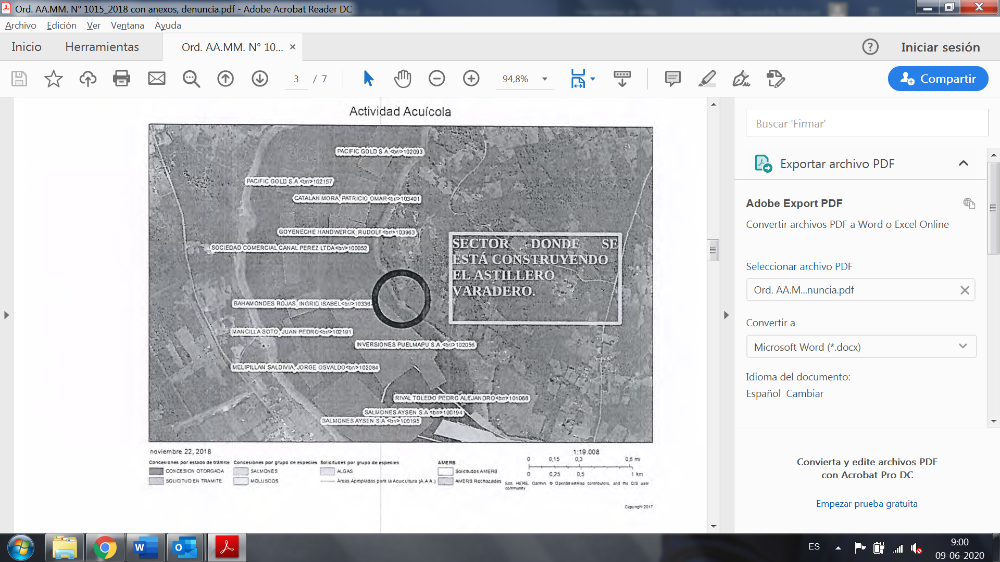 Ord. AA.MM. N° 1015_2018 con anexos, denuncia.pdf - Adobe Acrobat Reader DC
Archivo Edición Ver Ventana Ayuda
Inicio Herramientas Ord. AA.MM. N° 10... Iniciar sesión
3 / 7 94,8% Compartir
Actividad Acuícola
PACIFIC GOLD S.A.<br/>102093
PACIFIC GOLD S.A.<br/>102157
CATALAN MORA, PATRICIO OMAR<br/>103401
GOYENECHE HANDWERCK, RUDOLF<br/>103963
SOCIEDAD COMERCIAL CANAL PEREZ LTDA<br/>100052
SECTOR DONDE SE
ESTÁ CONSTRUYENDO
EL ASTILLERO
VARADERO.
BAHAMONDES ROJAS, INGRID ISABEL<br/>10336
MANCILLA SOTO, JUAN PEDRO<br/>102191
INVERSIONES PUELMAPU S.A.<br/>102056
MELIPILLAN SALDIVIA, JORGE OSVALDO<br/>102084
RIVAL TOLEDO PEDRO ALEJANDRO<br/>101088
SALMONES AYSEN S.A.<br/>100194
SALMONES AYSEN S.A.<br/>100195
noviembre 22, 2018
Concesiones por estado de trámite
CONCESION OTORGADA
SOLICITUD EN TRAMITE
Concesiones por grupo de especies
SALMONES
MOLUSCOS
Solicitudes por grupo de especies
ALGAS
Áreas Apropiadas para la Acuicultura (A.A.A.)
AMERB
Solicitudes AMERB
AMERB Rechazadas
1:19.008
0 0,15 0,3 0,6 mi
0 0,25 0,5 1 km
Esri, HERE, Garmin, © OpenStreetMap contributors, and the GIS user
community
Copyright 2017
Buscar 'Firmar'
Exportar archivo PDF
Adobe Export PDF
Convertir archivos PDF a Word o Excel Online
Seleccionar archivo PDF
Ord. AA.M...nuncia.pdf
Convertir a
Microsoft Word (*.docx)
Idioma del documento:
Español Cambiar
Convierta y edite archivos PDF
con Acrobat Pro DC
Empezar prueba gratuita
ES
9:00
09-06-2020